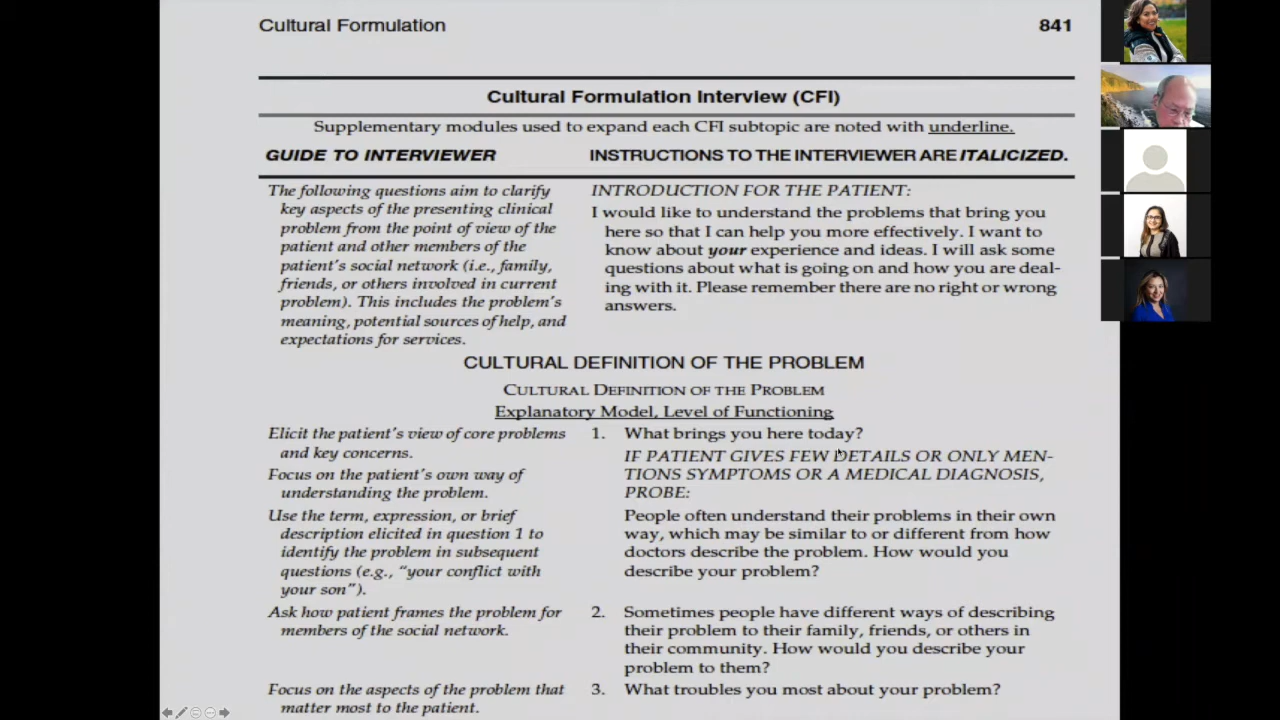 Cultural Formulation 841
Cultural Formulation Interview (CFI)
Supplementary modules used to expand each CFI subtopic are noted with underline.
GUIDE TO INTERVIEWER INSTRUCTIONS TO THE INTERVIEWER ARE ITALICIZED.
The following questions aim to clarify
key aspects of the presenting clinical
problem from the point of view of the
patient and other members of the
patient's social network (i.e., family,
friends, or others involved in current
problem). This includes the problem's
meaning, potential sources of help, and
expectations for services.
INTRODUCTION FOR THE PATIENT:
I would like to understand the problems that bring you
here so that I can help you more effectively. I want to
know about your experience and ideas. I will ask some
questions about what is going on and how you are deal-
ing with it. Please remember there are no right or wrong
answers.
CULTURAL DEFINITION OF THE PROBLEM
CULTURAL DEFINITION OF THE PROBLEM
Explanatory Model, Level of Functioning
Elicit the patient's view of core problems
and key concerns.
Focus on the patient's own way of
understanding the problem.
Use the term, expression, or brief
description elicited in question 1 to
identify the problem in subsequent
questions (e.g., "your conflict with
your son").
1. What brings you here today?
IF PATIENT GIVES FEW DETAILS OR ONLY MEN-
TIONS SYMPTOMS OR A MEDICAL DIAGNOSIS,
PROBE:
People often understand their problems in their own
way, which may be similar to or different from how
doctors describe the problem. How would you
describe your problem?
Ask how patient frames the problem for
members of the social network.
2. Sometimes people have different ways of describing
their problem to their family, friends, or others in
their community. How would you describe your
problem to them?
Focus on the aspects of the problem that
matter most to the patient.
3. What troubles you most about your problem?